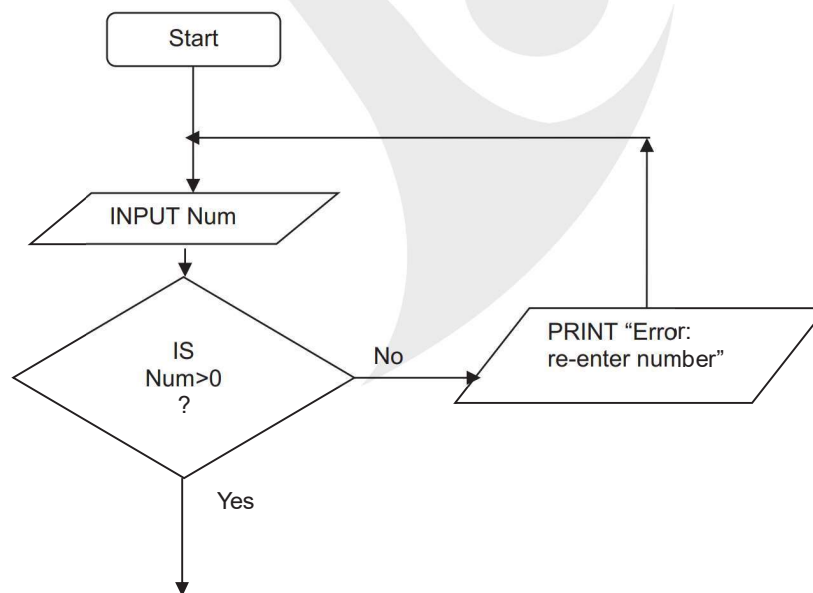 Start
INPUT Num
IS
Num>0
?
No
PRINT “Error:
re-enter number”
Yes